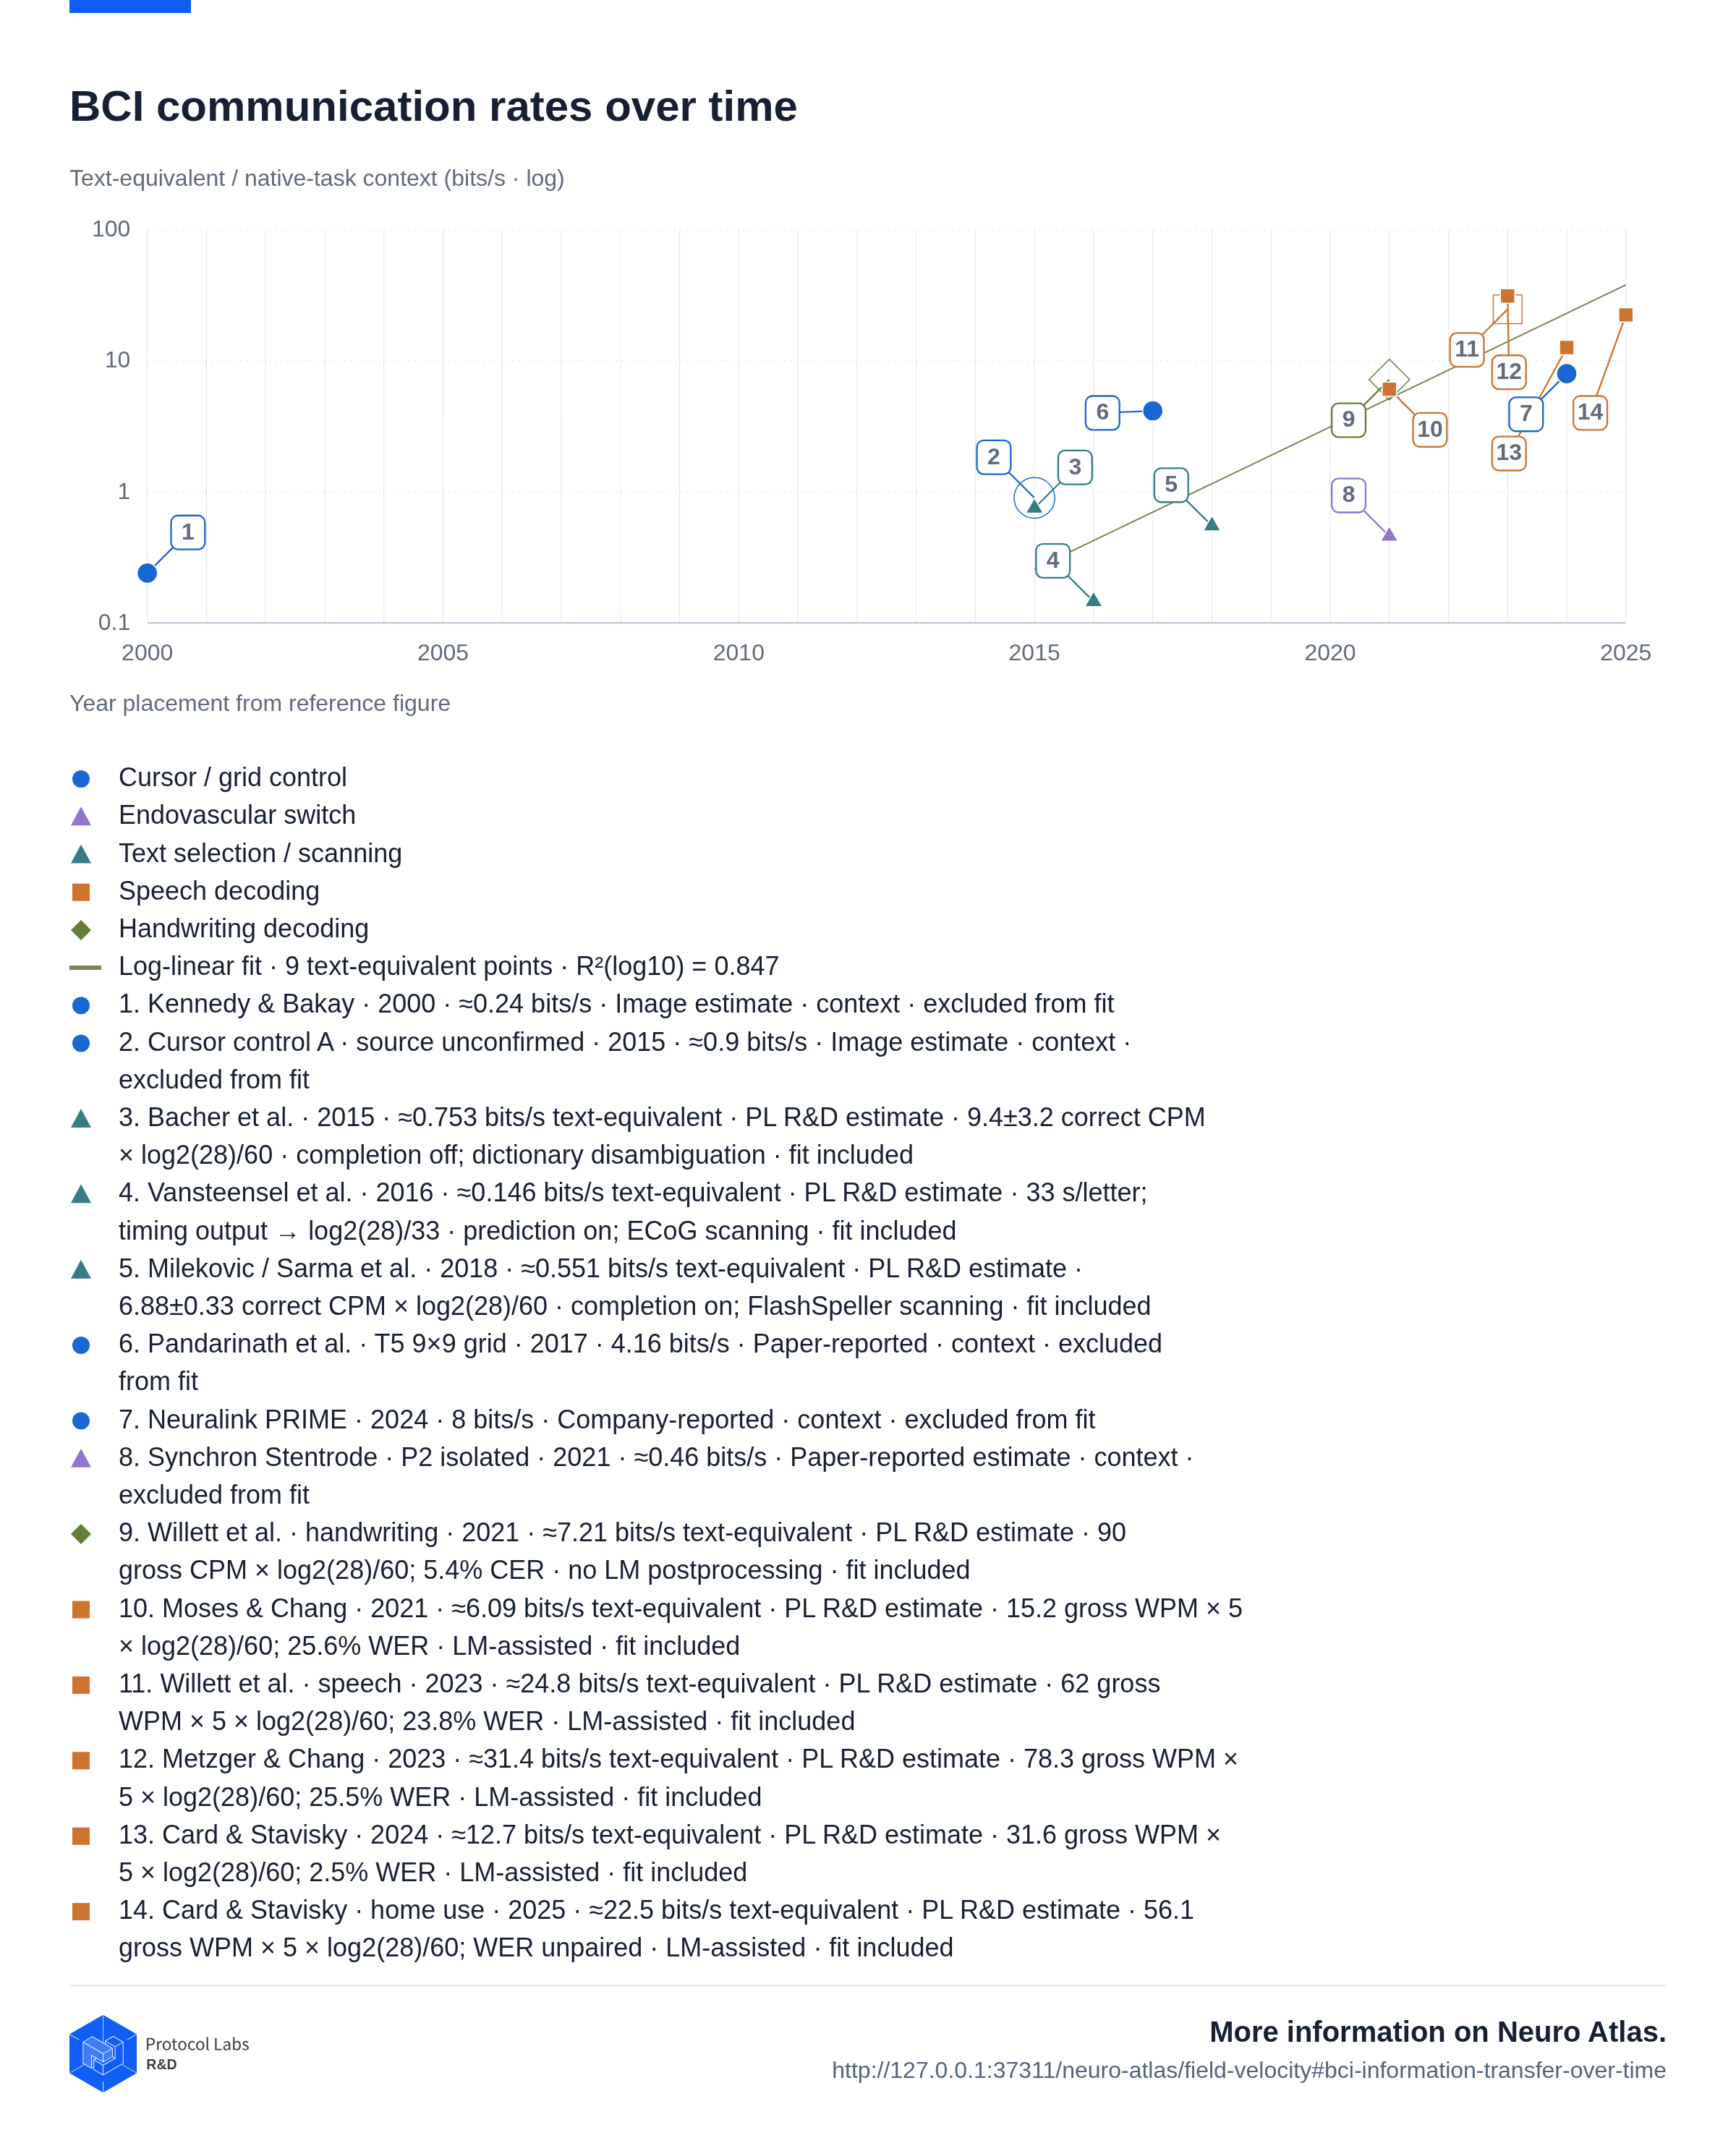 BCI communication rates over time
Text-equivalent / native-task context (bits/s · log)
100
10
1
0.1
1
2
3
4
5
6
7
8
9
10
11
12
13
14
2000
2005
2010
2015
2020
2025
Year placement from reference figure
Cursor / grid control
Endovascular switch
Text selection / scanning
Speech decoding
Handwriting decoding
Log-linear fit · 9 text-equivalent points · R²(log10) = 0.847
1. Kennedy & Bakay · 2000 · ≈0.24 bits/s · Image estimate · context · excluded from fit
2. Cursor control A · source unconfirmed · 2015 · ≈0.9 bits/s · Image estimate · context ·
excluded from fit
3. Bacher et al. · 2015 · ≈0.753 bits/s text-equivalent · PL R&D estimate · 9.4±3.2 correct CPM
× log2(28)/60 · completion off; dictionary disambiguation · fit included
4. Vansteensel et al. · 2016 · ≈0.146 bits/s text-equivalent · PL R&D estimate · 33 s/letter;
timing output → log2(28)/33 · prediction on; ECoG scanning · fit included
5. Milekovic / Sarma et al. · 2018 · ≈0.551 bits/s text-equivalent · PL R&D estimate ·
6.88±0.33 correct CPM × log2(28)/60 · completion on; FlashSpeller scanning · fit included
6. Pandarinath et al. · T5 9×9 grid · 2017 · 4.16 bits/s · Paper-reported · context · excluded
from fit
7. Neuralink PRIME · 2024 · 8 bits/s · Company-reported · context · excluded from fit
8. Synchron Stentrode · P2 isolated · 2021 · ≈0.46 bits/s · Paper-reported estimate · context ·
excluded from fit
9. Willett et al. · handwriting · 2021 · ≈7.21 bits/s text-equivalent · PL R&D estimate · 90
gross CPM × log2(28)/60; 5.4% CER · no LM postprocessing · fit included
10. Moses & Chang · 2021 · ≈6.09 bits/s text-equivalent · PL R&D estimate · 15.2 gross WPM × 5
× log2(28)/60; 25.6% WER · LM-assisted · fit included
11. Willett et al. · speech · 2023 · ≈24.8 bits/s text-equivalent · PL R&D estimate · 62 gross
WPM × 5 × log2(28)/60; 23.8% WER · LM-assisted · fit included
12. Metzger & Chang · 2023 · ≈31.4 bits/s text-equivalent · PL R&D estimate · 78.3 gross WPM ×
5 × log2(28)/60; 25.5% WER · LM-assisted · fit included
13. Card & Stavisky · 2024 · ≈12.7 bits/s text-equivalent · PL R&D estimate · 31.6 gross WPM ×
5 × log2(28)/60; 2.5% WER · LM-assisted · fit included
14. Card & Stavisky · home use · 2025 · ≈22.5 bits/s text-equivalent · PL R&D estimate · 56.1
gross WPM × 5 × log2(28)/60; WER unpaired · LM-assisted · fit included
Protocol Labs
R&D
More information on Neuro Atlas.
http://127.0.0.1:37311/neuro-atlas/field-velocity#bci-information-transfer-over-time